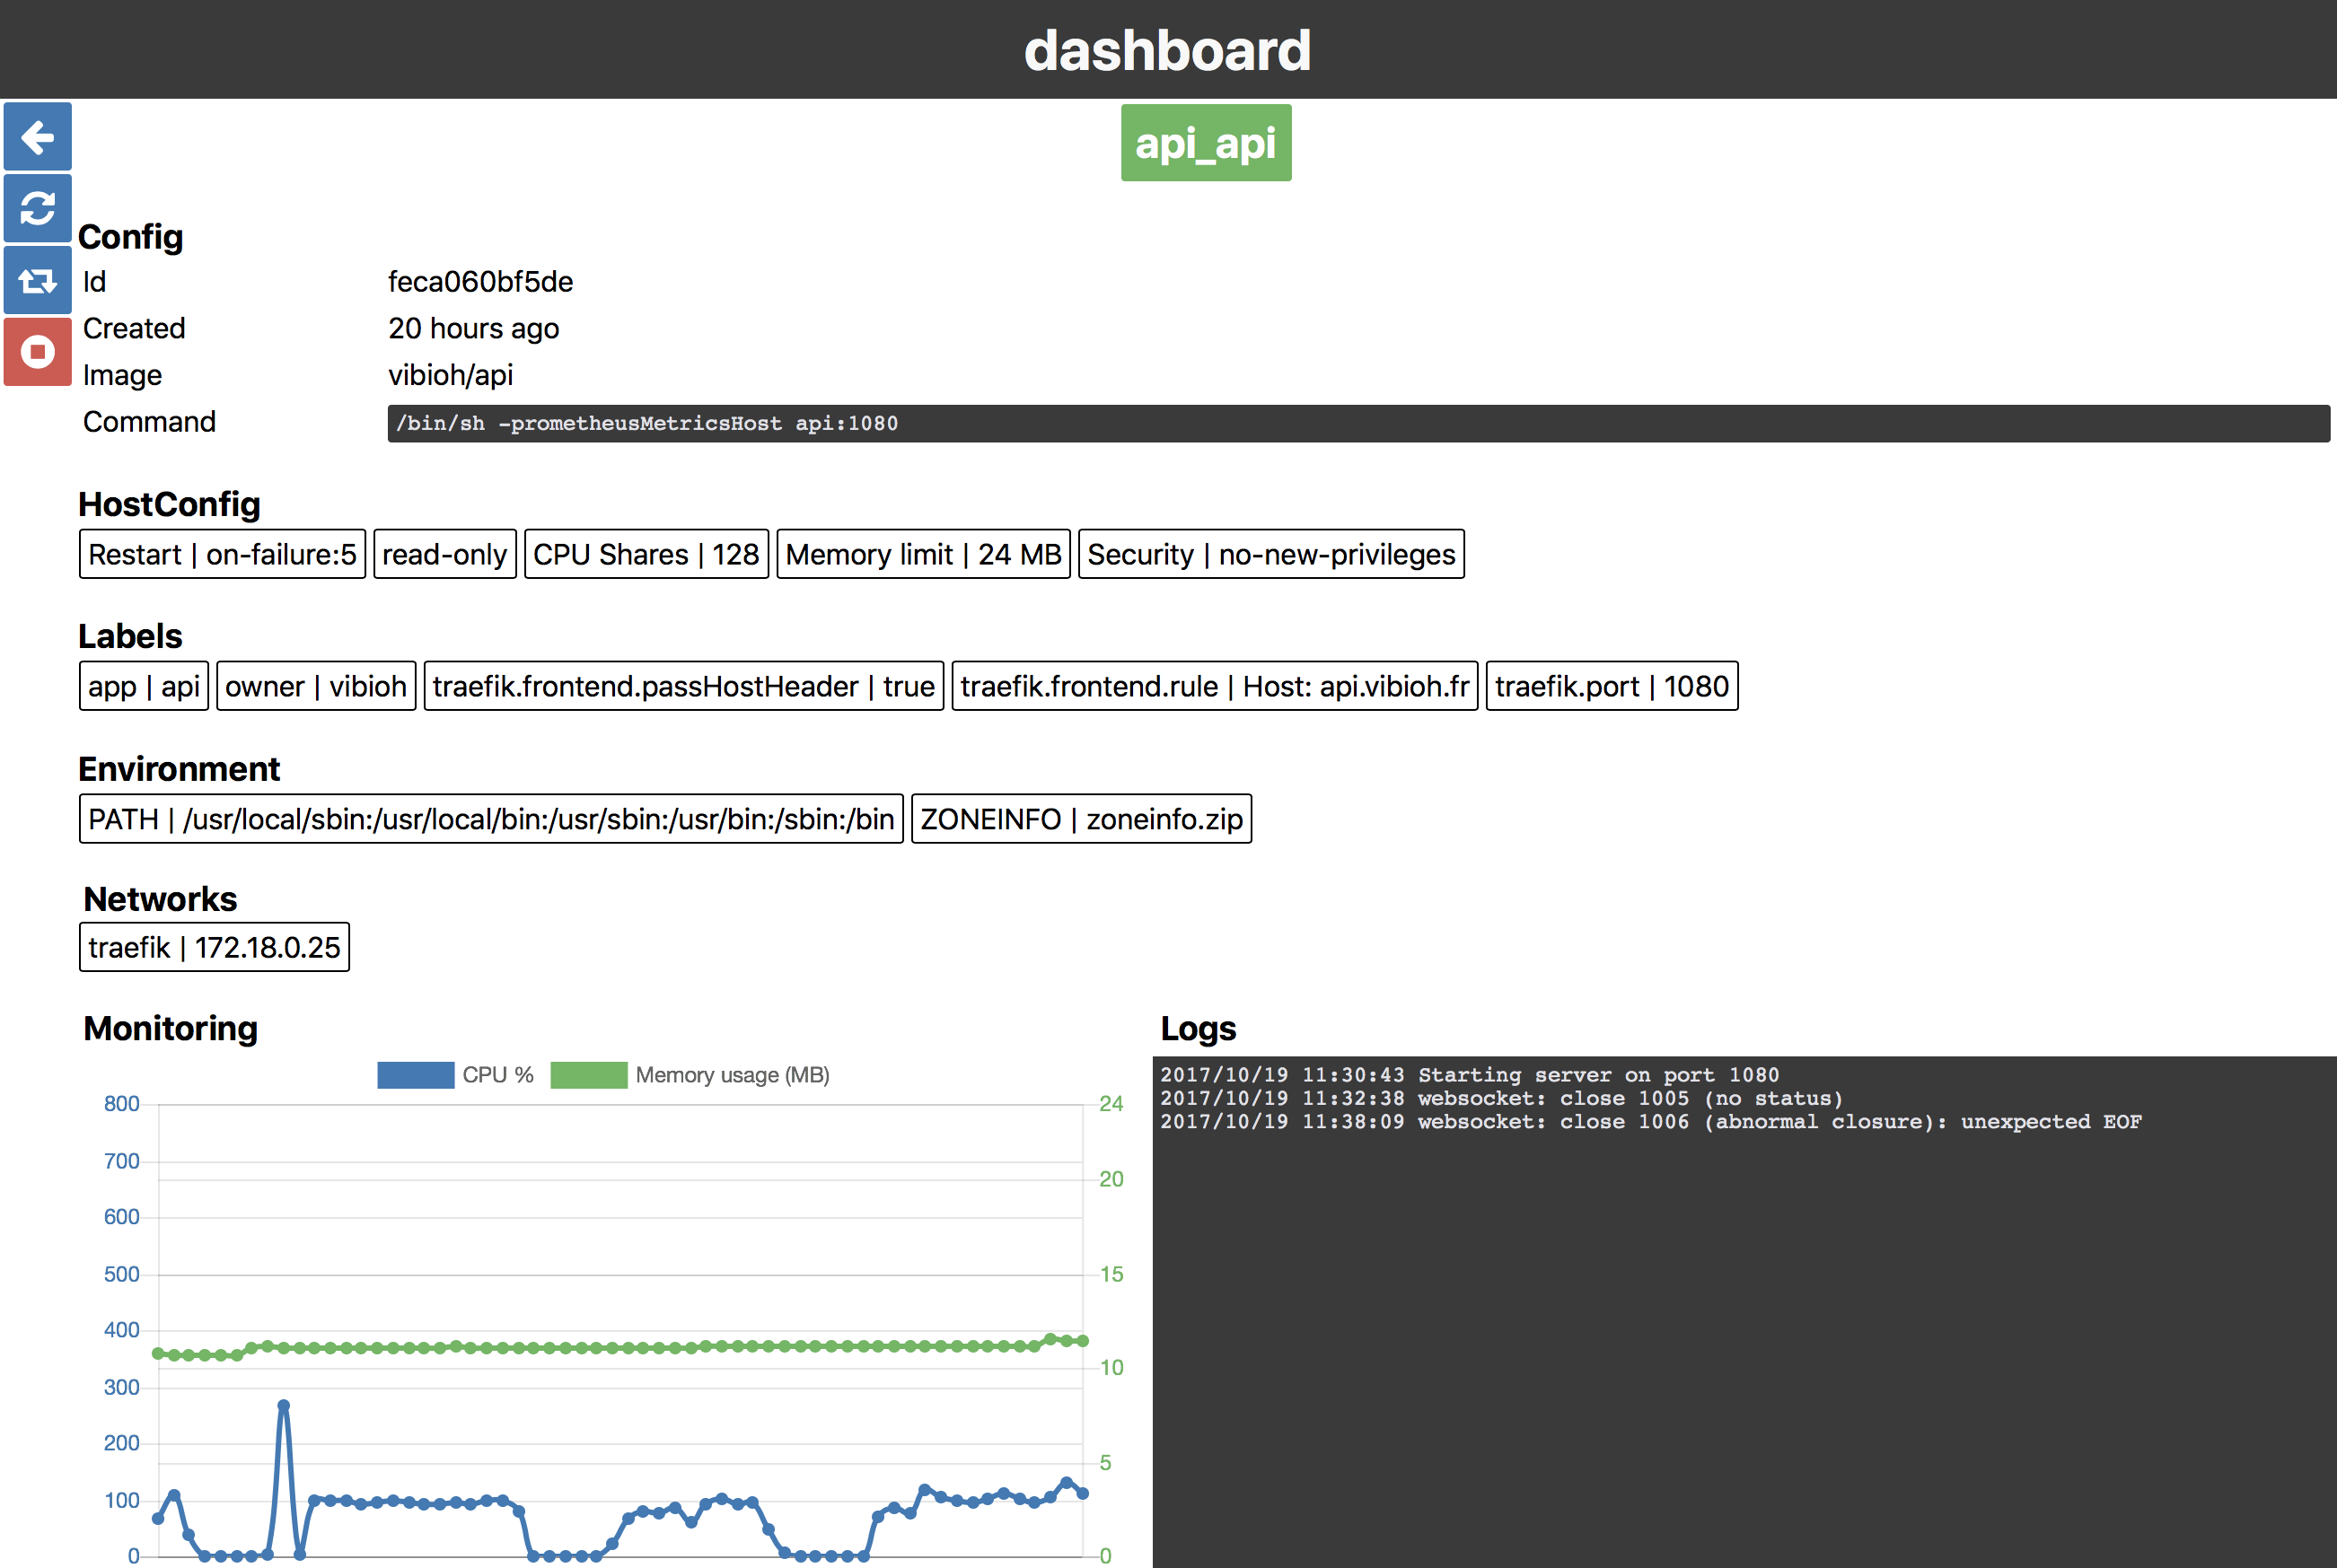 dashboard
api_api
Config
Id feca060bf5de
Created 20 hours ago
Image vibioh/api
Command /bin/sh -prometheusMetricsHost api:1080
HostConfig
Restart | on-failure:5 read-only CPU Shares | 128 Memory limit | 24 MB Security | no-new-privileges
Labels
app | api owner | vibioh traefik.frontend.passHostHeader | true traefik.frontend.rule | Host: api.vibioh.fr traefik.port | 1080
Environment
PATH | /usr/local/sbin:/usr/local/bin:/usr/sbin:/usr/bin:/sbin:/bin ZONEINFO | zoneinfo.zip
Networks
traefik | 172.18.0.25
Monitoring
CPU % Memory usage (MB)
800
700
600
500
400
300
200
100
0
24
20
15
10
5
0
Logs
2017/10/19 11:30:43 Starting server on port 1080
2017/10/19 11:32:38 websocket: close 1005 (no status)
2017/10/19 11:38:09 websocket: close 1006 (abnormal closure): unexpected EOF